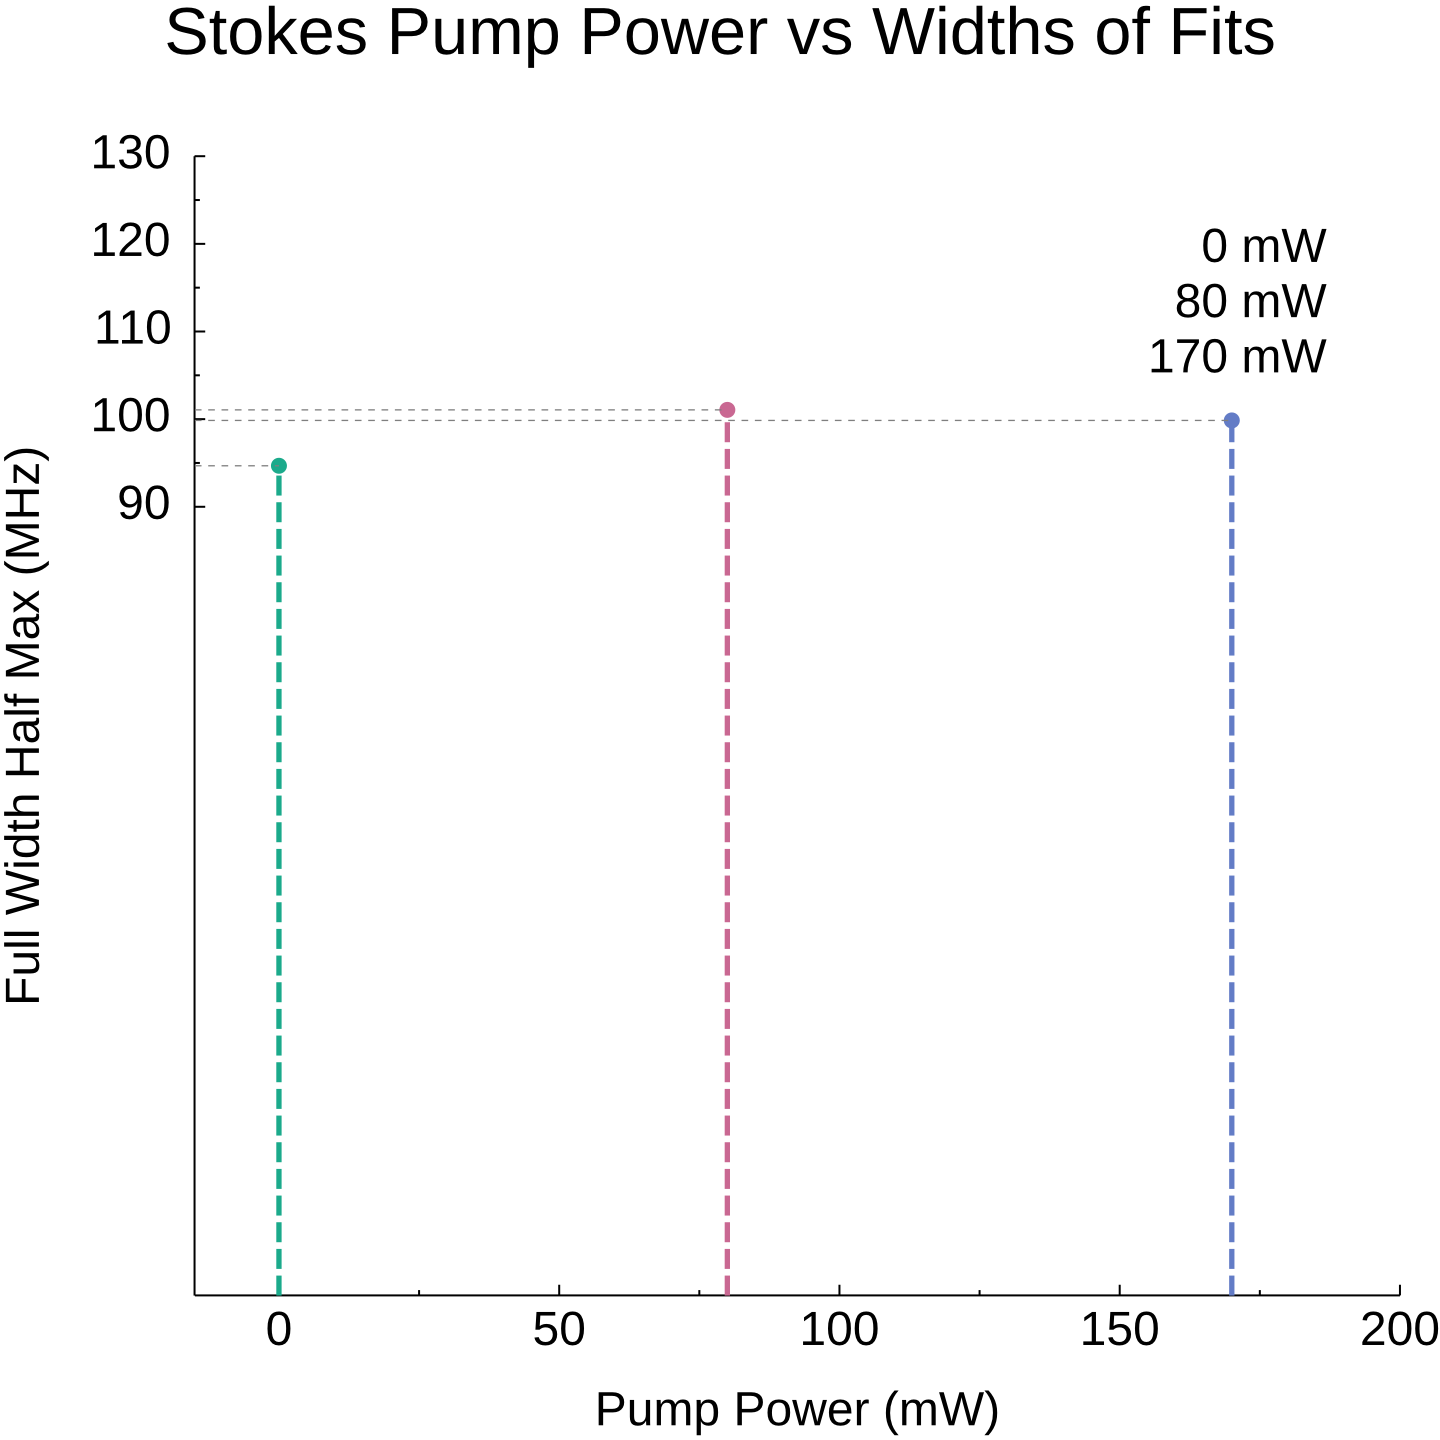 Stokes Pump Power vs Widths of Fits
130
120
110
100
90
0 mW
80 mW
170 mW
Full Width Half Max (MHz)
0 50 100 150 200
Pump Power (mW)